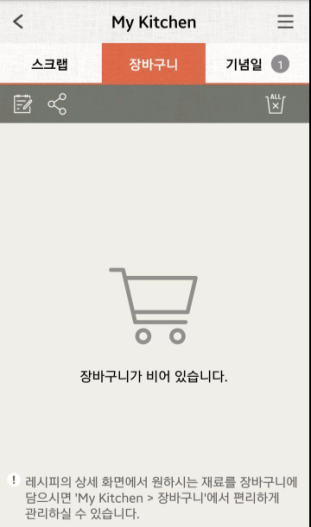 My Kitchen
스크랩 장바구니 기념일 1
ALL
장바구니가 비어 있습니다.
! 레시피의 상세 화면에서 원하시는 재료를 장바구니에
담으시면 'My Kitchen > 장바구니'에서 편리하게
관리하실 수 있습니다.